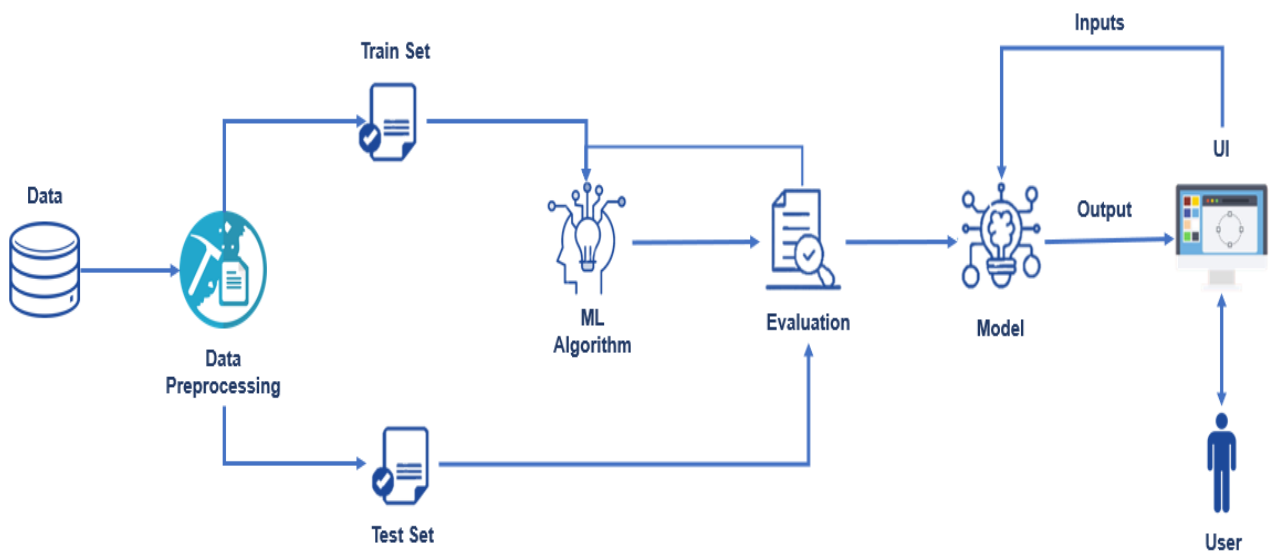 Inputs
Train Set
UI
Data
Output
ML
Algorithm
Evaluation
Model
Data
Preprocessing
Test Set
User